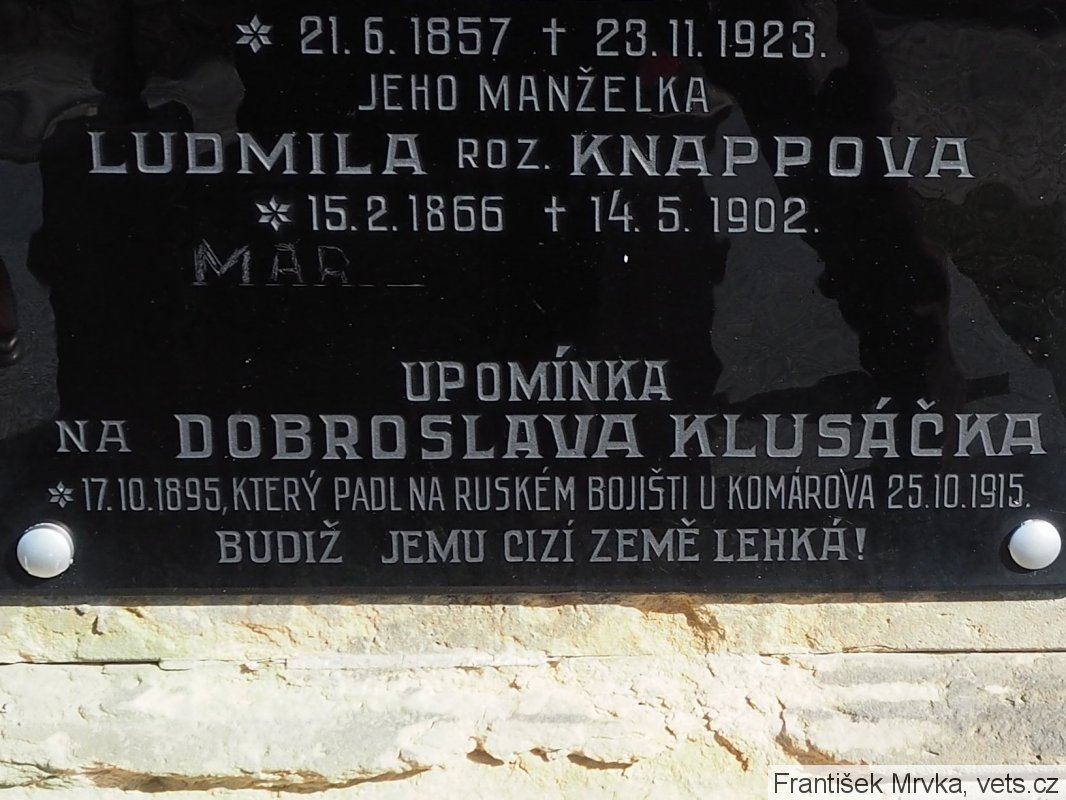 * 21. 6. 1857 † 23. 11. 1923.
JEHO MANŽELKA
LUDMILA ROZ. KNAPPOVA
* 15. 2. 1866 † 14. 5. 1902.
MAR
UPOMÍNKA
NA DOBROSLAVA KLUSÁČKA
* 17.10.1895, KTERÝ PADL NA RUSKÉM BOJIŠTI U KOMÁROVA 25.10.1915.
BUDIŽ JEMU CIZÍ ZEMĚ LEHKÁ!
František Mrvka, vets.cz